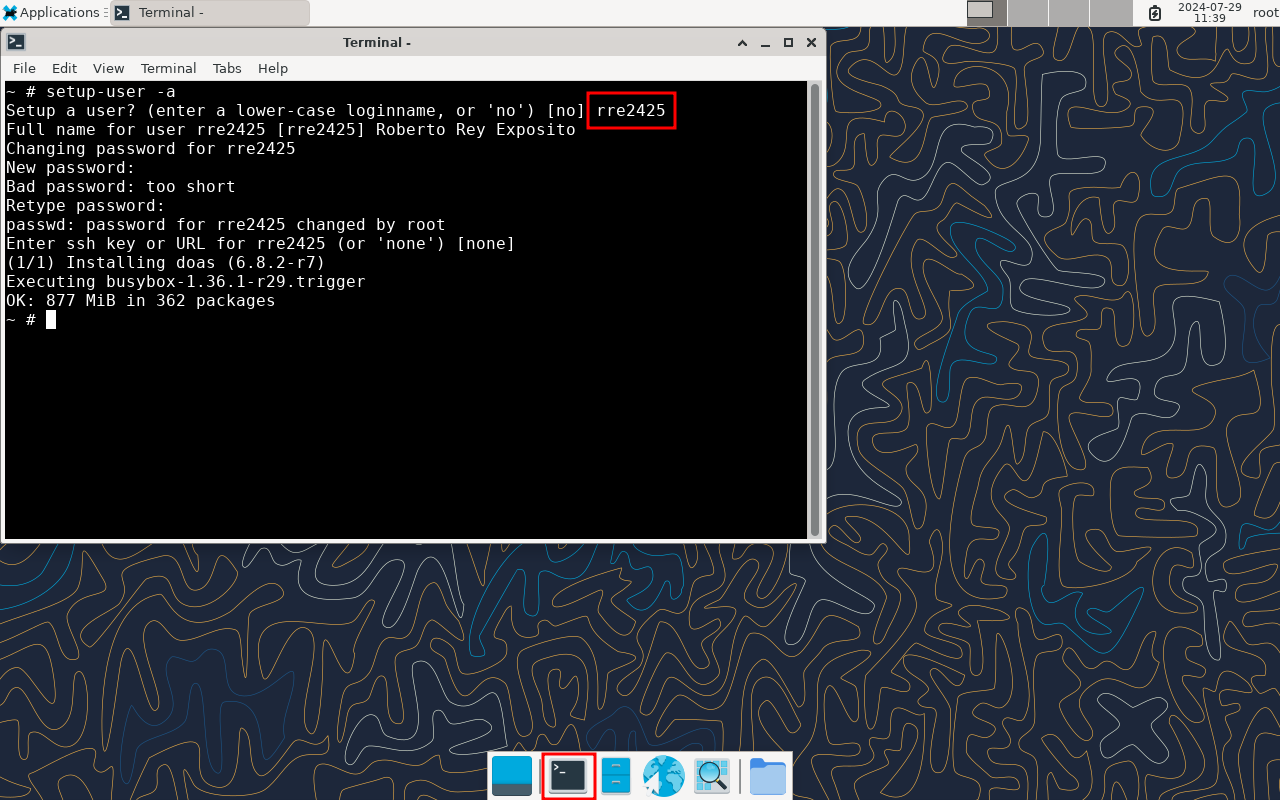 Applications
Terminal -
2024-07-29
11:39
root
Terminal -
File Edit View Terminal Tabs Help
~ # setup-user -a
Setup a user? (enter a lower-case loginname, or 'no') [no] rre2425
Full name for user rre2425 [rre2425] Roberto Rey Exposito
Changing password for rre2425
New password:
Bad password: too short
Retype password:
passwd: password for rre2425 changed by root
Enter ssh key or URL for rre2425 (or 'none') [none]
(1/1) Installing doas (6.8.2-r7)
Executing busybox-1.36.1-r29.trigger
OK: 877 MiB in 362 packages
~ #